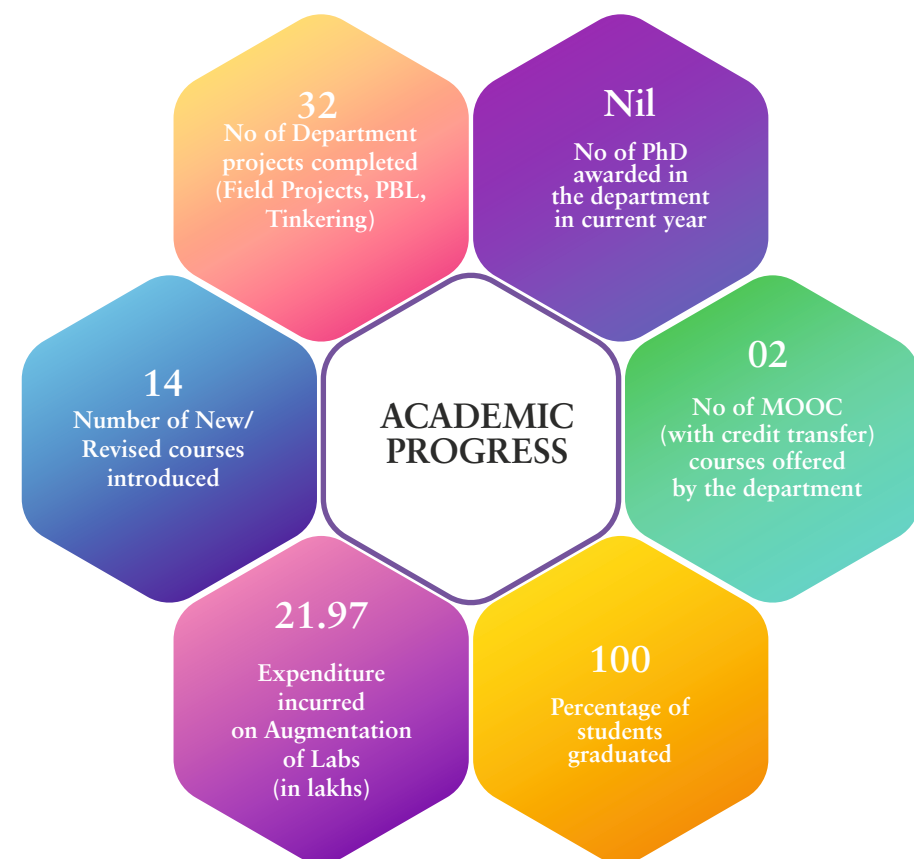 32
No of Department
projects completed
(Field Projects, PBL,
Tinkering)
Nil
No of PhD
awarded in
the department
in current year
14
Number of New/
Revised courses
introduced
ACADEMIC
PROGRESS
02
No of MOOC
(with credit transfer)
courses offered
by the department
21.97
Expenditure
incurred
on Augmentation
of Labs
(in lakhs)
100
Percentage of
students
graduated